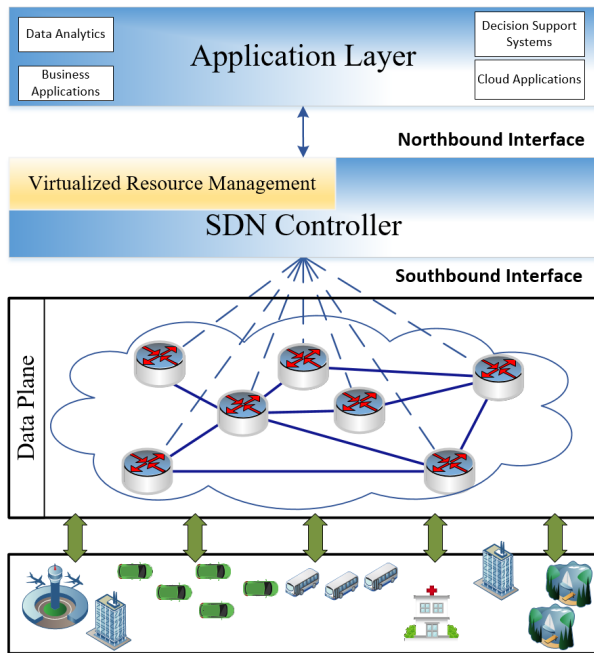 Data Analytics
Business
Applications
Application Layer
Decision Support
Systems
Cloud Applications
Northbound Interface
Virtualized Resource Management
SDN Controller
Southbound Interface
Data Plane